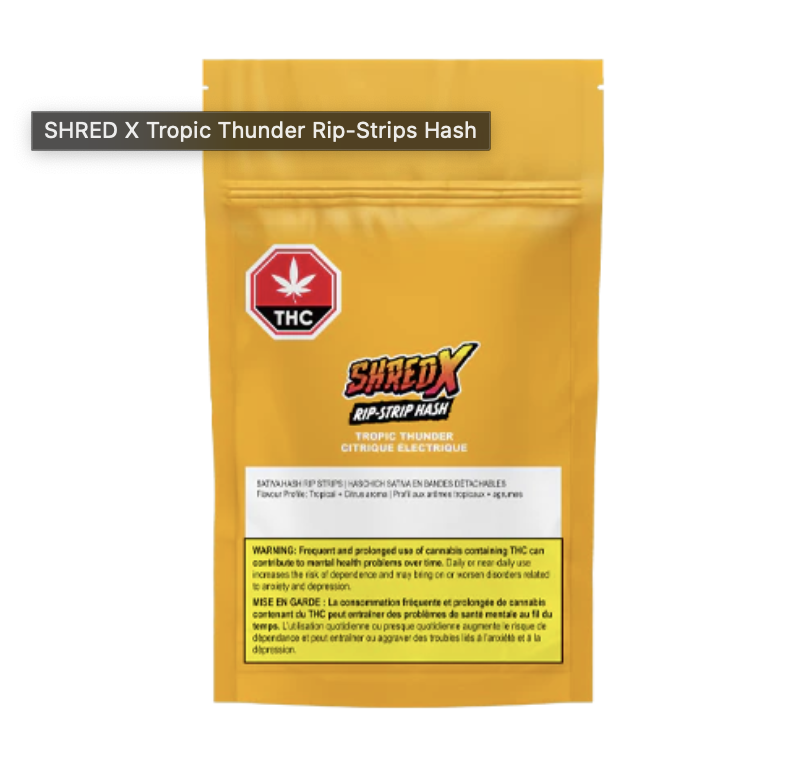 SHRED X Tropic Thunder Rip-Strips Hash
THC
SHRED X
RIP-STRIP HASH
TROPIC THUNDER
CITRIQUE ÉLECTRIQUE
SATIVA HASH RIP STRIPS | HASCHICH SATIVA EN BANDES DÉTACHABLES
Flavour Profile: Tropical + Citrus aroma | Profil aux arômes tropicaux + agrumes
WARNING: Frequent and prolonged use of cannabis containing THC can
contribute to mental health problems over time. Daily or near-daily use
increases the risk of dependence and may bring on or worsen disorders related
to anxiety and depression.
MISE EN GARDE : La consommation fréquente et prolongée de cannabis
contenant du THC peut entraîner des problèmes de santé mentale au fil du
temps. L'utilisation quotidienne ou presque quotidienne augmente le risque de
dépendance et peut entraîner ou aggraver des troubles liés à l'anxiété et à la
dépression.